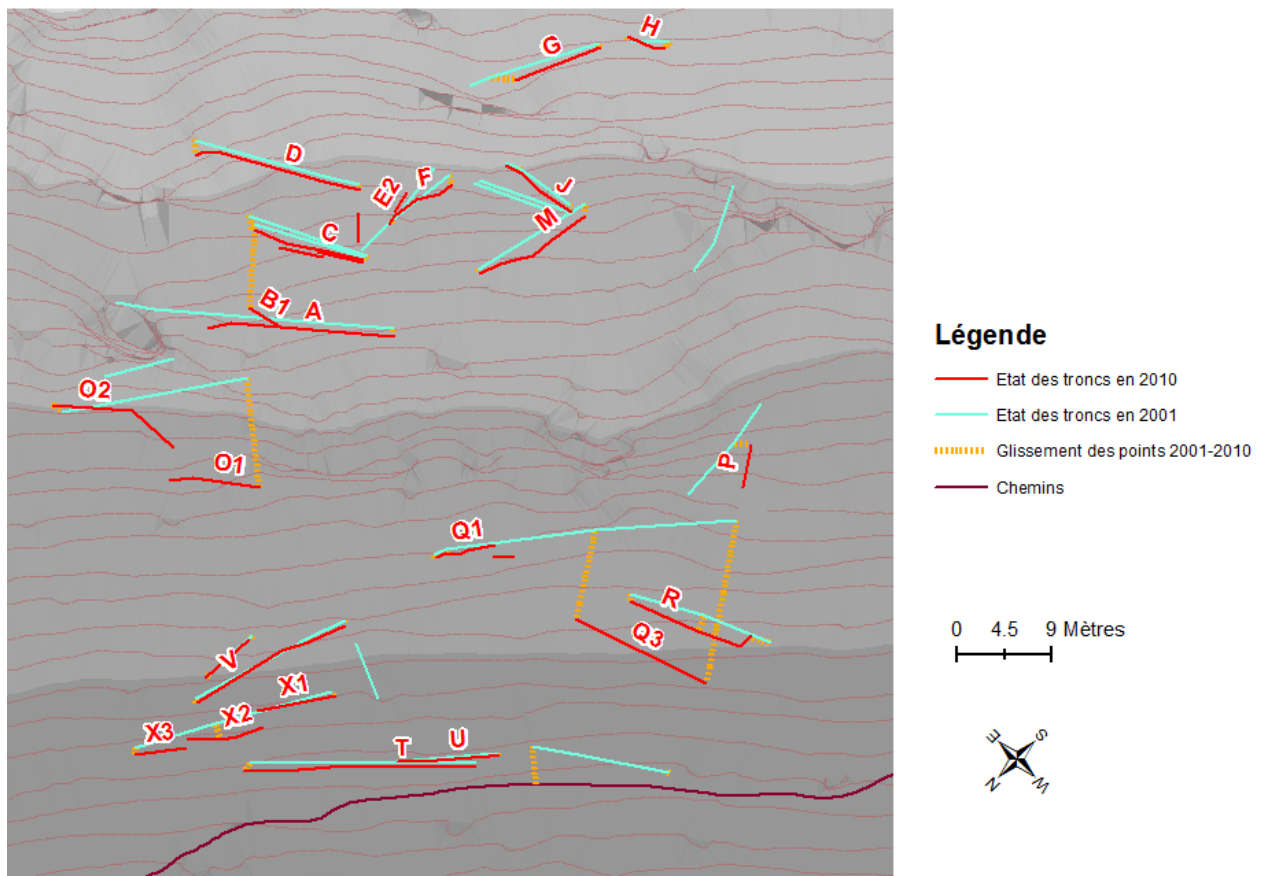 H
G
D
E2
F
J
C
M
B1
A
O2
O1
P
Q1
R
Q3
V
X1
X2
X3
T
U
Légende
Etat des troncs en 2010
Etat des troncs en 2001
Glissement des points 2001-2010
Chemins
0 4.5 9 Mètres
E S
N W